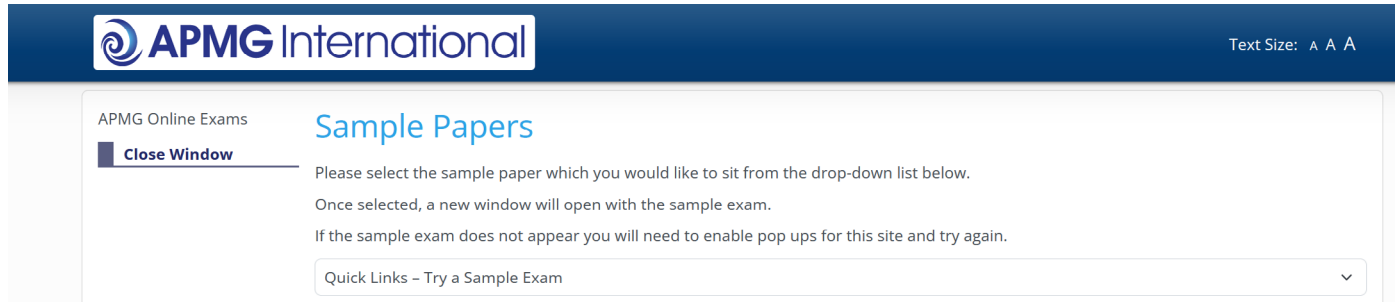 APMG International
Text Size: A A A
APMG Online Exams
Close Window
Sample Papers
Please select the sample paper which you would like to sit from the drop-down list below.
Once selected, a new window will open with the sample exam.
If the sample exam does not appear you will need to enable pop ups for this site and try again.
Quick Links – Try a Sample Exam